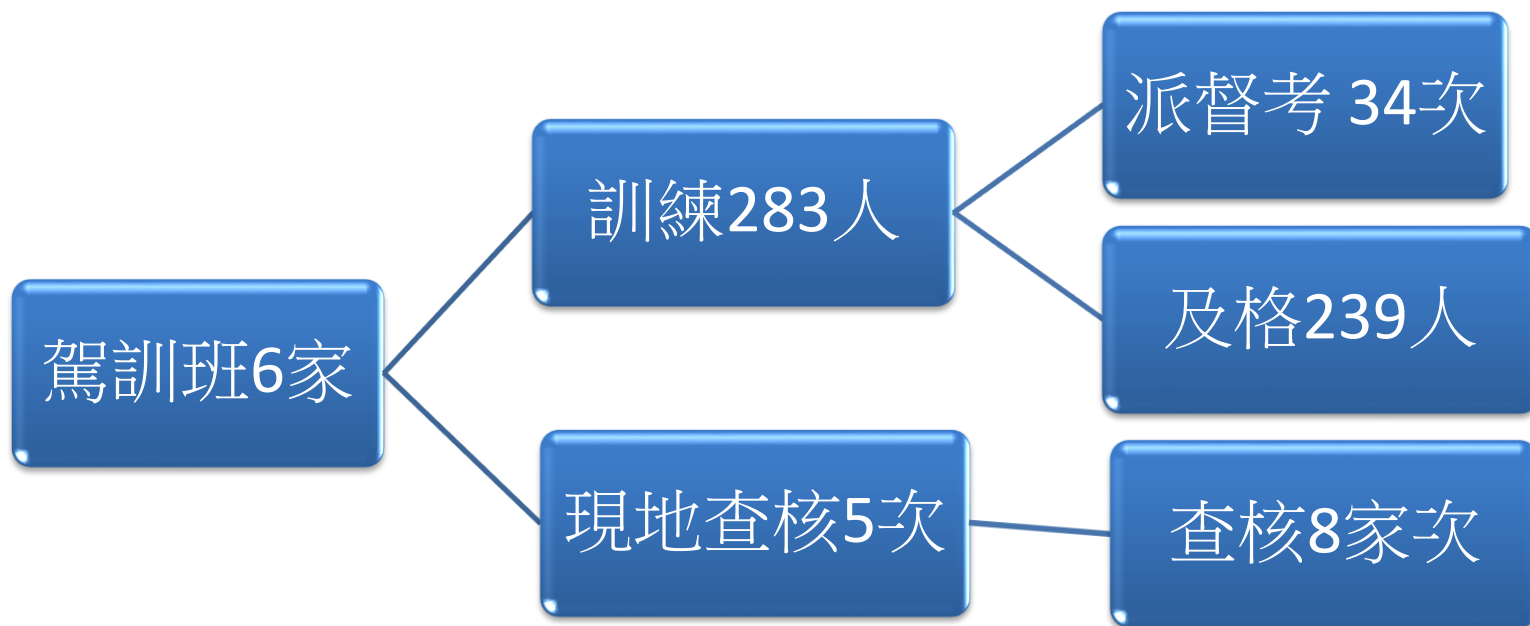 駕訓班6家
訓練283人
派督考 34次
及格239人
現地查核5次
查核8家次